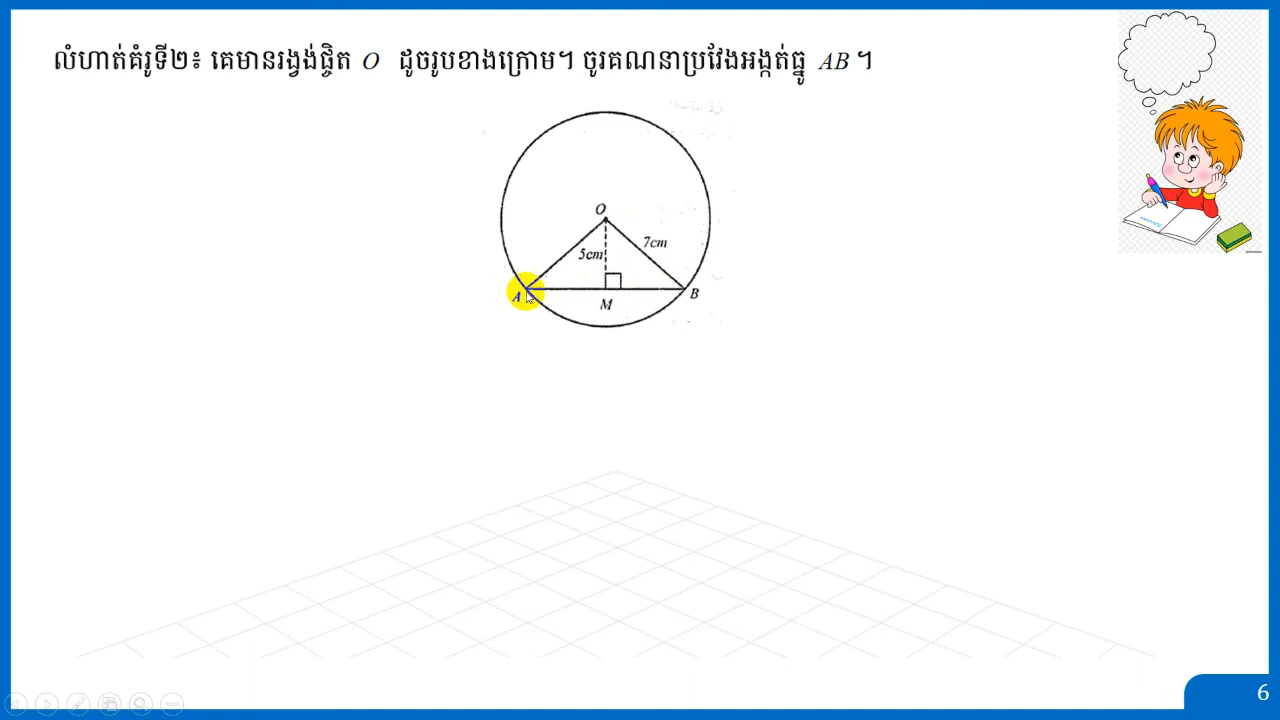 លំហាត់គំរូទី២៖ គេមានរង្វង់ផ្ចិត O ដូចរូបខាងក្រោម។ ចូរគណនាប្រវែងអង្កត់ធ្នូ AB ។
O
7cm
5cm
A
M
B
6